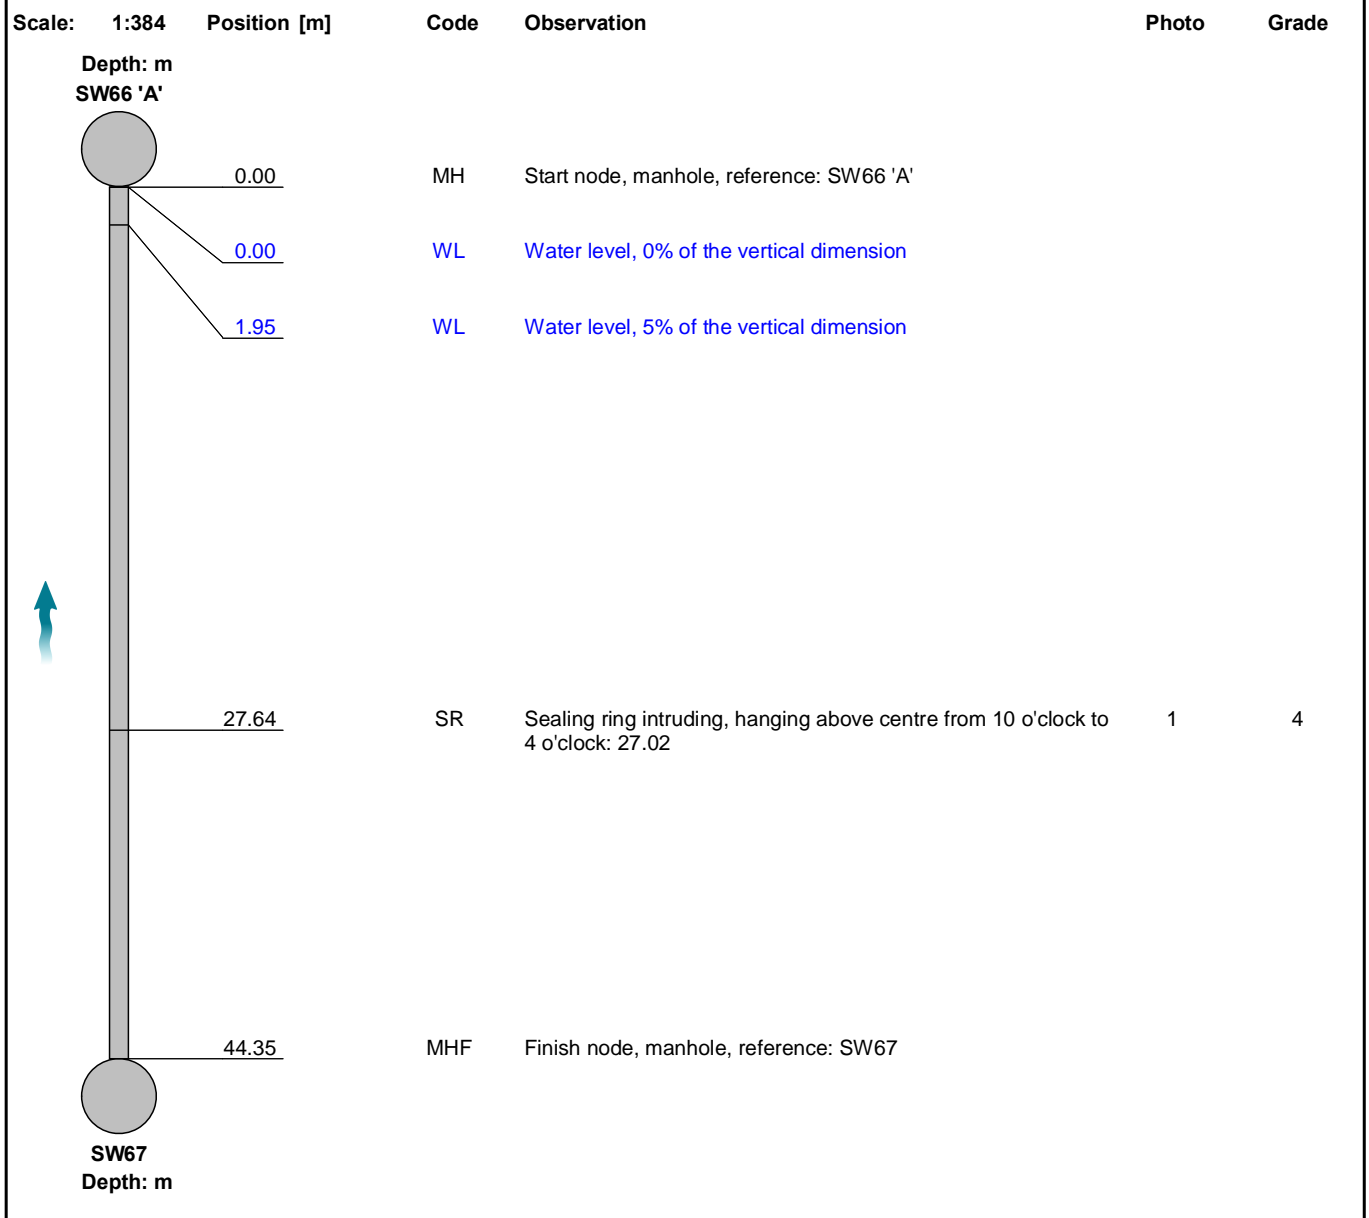 Scale: 1:384 Position [m] Code Observation Photo Grade
Depth: m
SW66 'A'
0.00 MH Start node, manhole, reference: SW66 'A'
0.00 WL Water level, 0% of the vertical dimension
1.95 WL Water level, 5% of the vertical dimension
27.64 SR Sealing ring intruding, hanging above centre from 10 o'clock to 1 4
4 o'clock: 27.02
44.35 MHF Finish node, manhole, reference: SW67
SW67
Depth: m